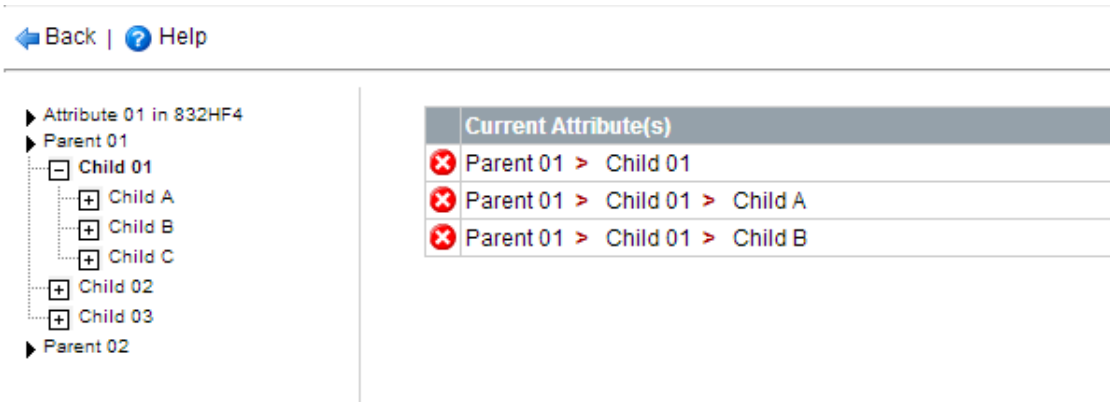 Back | Help
Attribute 01 in 832HF4
Parent 01
Child 01
Child A
Child B
Child C
Child 02
Child 03
Parent 02
Current Attribute(s)
Parent 01 > Child 01
Parent 01 > Child 01 > Child A
Parent 01 > Child 01 > Child B